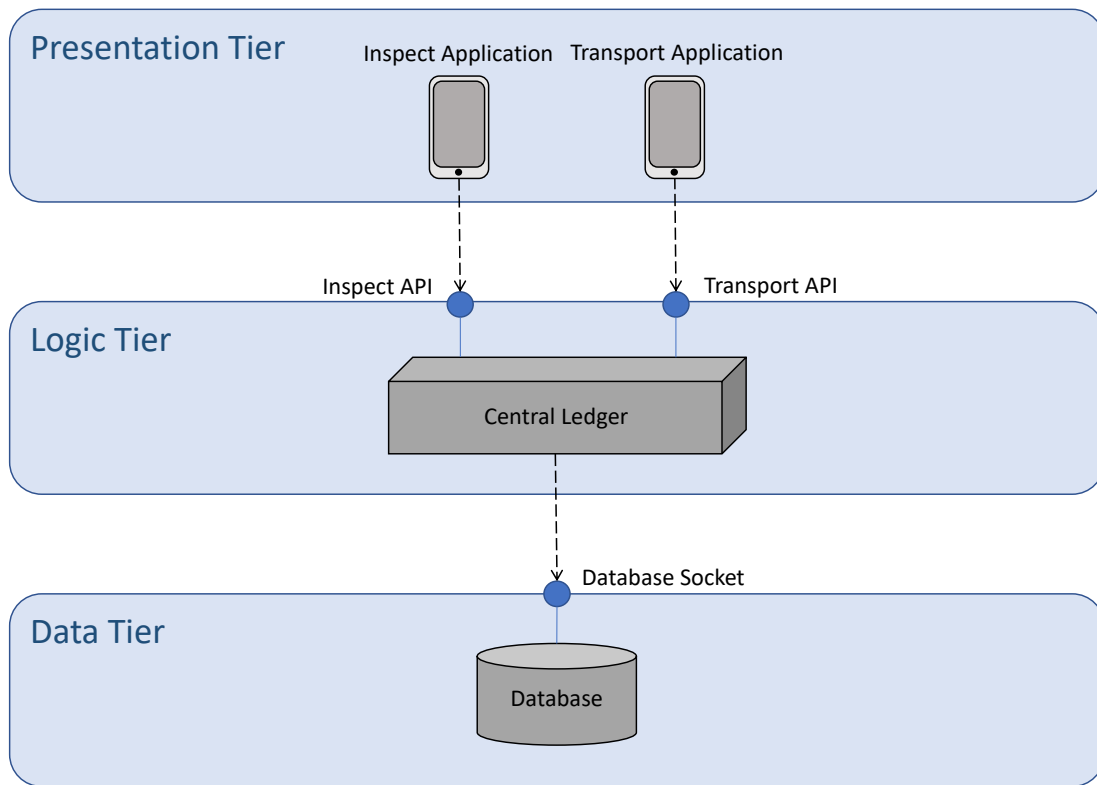 Presentation Tier
Inspect Application
Transport Application
Inspect API
Transport API
Logic Tier
Central Ledger
Database Socket
Data Tier
Database